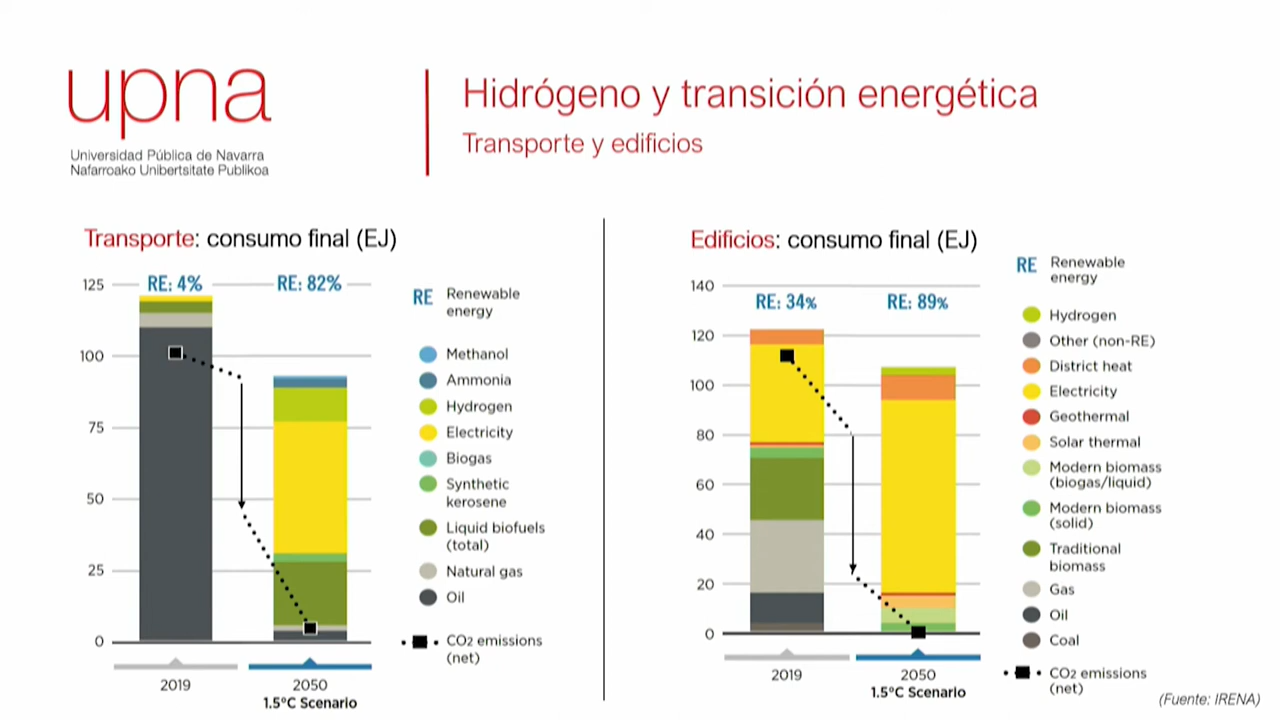 upna
Universidad Pública de Navarra
Nafarroako Unibertsitate Publikoa
Hidrógeno y transición energética
Transporte y edificios
Transporte: consumo final (EJ)
125
100
75
50
25
0
RE: 4%
RE: 82%
2019
2050
1.5°C Scenario
RE Renewable
energy
Methanol
Ammonia
Hydrogen
Electricity
Biogas
Synthetic
kerosene
Liquid biofuels
(total)
Natural gas
Oil
CO2 emissions
(net)
Edificios: consumo final (EJ)
140
120
100
80
60
40
20
0
RE: 34%
RE: 89%
2019
2050
1.5°C Scenario
RE Renewable
energy
Hydrogen
Other (non-RE)
District heat
Electricity
Geothermal
Solar thermal
Modern biomass
(biogas/liquid)
Modern biomass
(solid)
Traditional
biomass
Gas
Oil
Coal
CO2 emissions
(net)
(Fuente: IRENA)